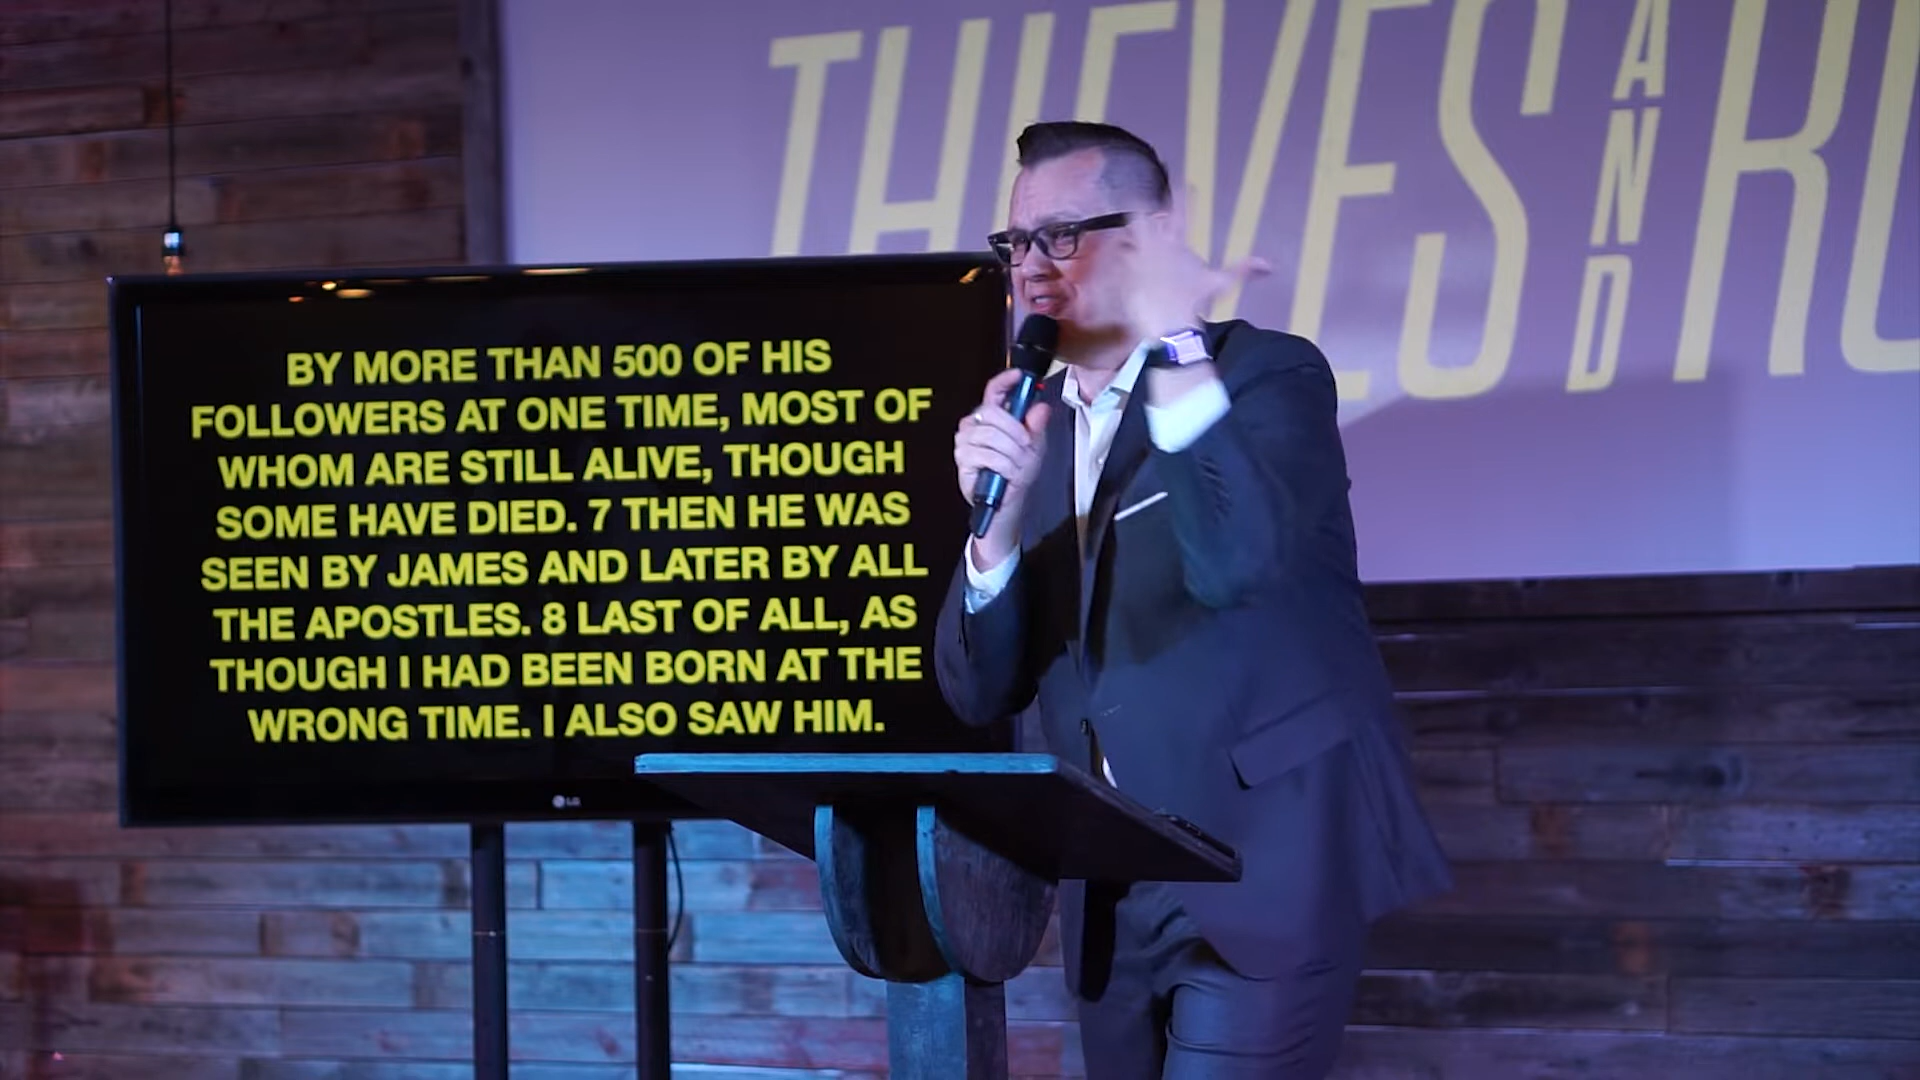 THIEVES
AND
BY MORE THAN 500 OF HIS
FOLLOWERS AT ONE TIME, MOST OF
WHOM ARE STILL ALIVE, THOUGH
SOME HAVE DIED. 7 THEN HE WAS
SEEN BY JAMES AND LATER BY ALL
THE APOSTLES. 8 LAST OF ALL, AS
THOUGH I HAD BEEN BORN AT THE
WRONG TIME. I ALSO SAW HIM.
LG